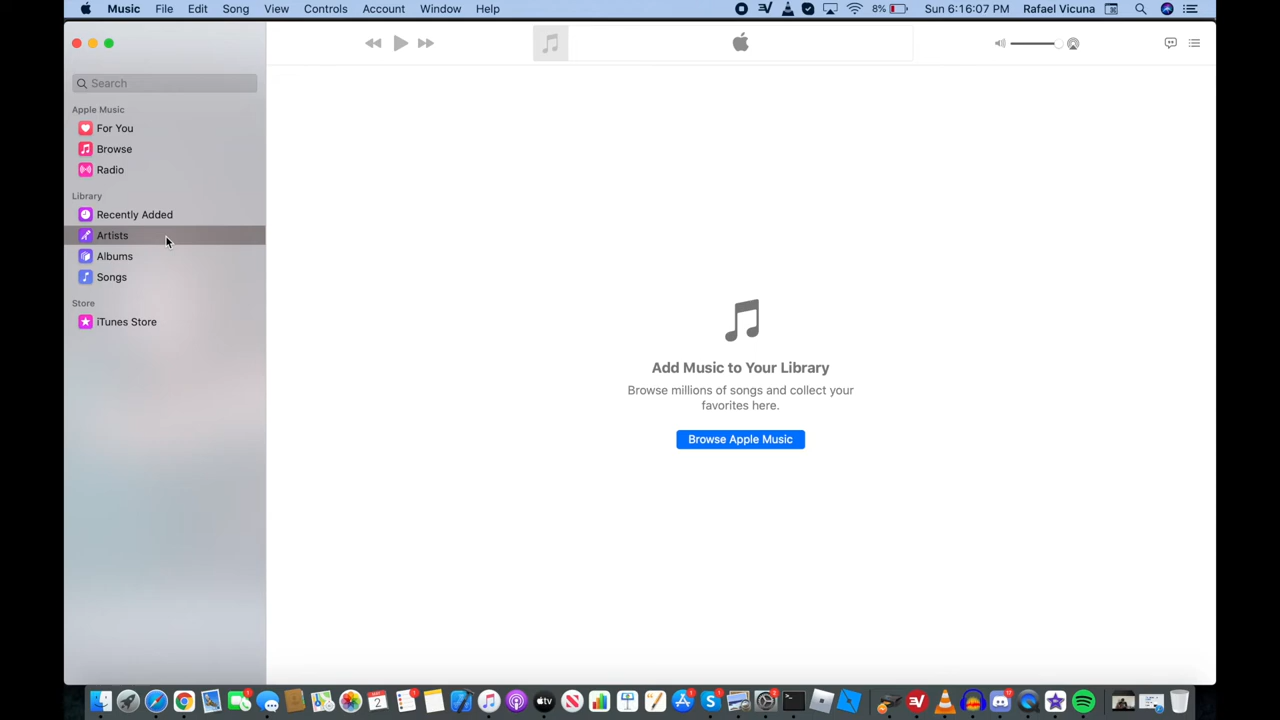 Music File Edit Song View Controls Account Window Help 8% Sun 6:16:07 PM Rafael Vicuna
Search
Apple Music
For You
Browse
Radio
Library
Recently Added
Artists
Albums
Songs
Store
iTunes Store
Add Music to Your Library
Browse millions of songs and collect your
favorites here.
Browse Apple Music